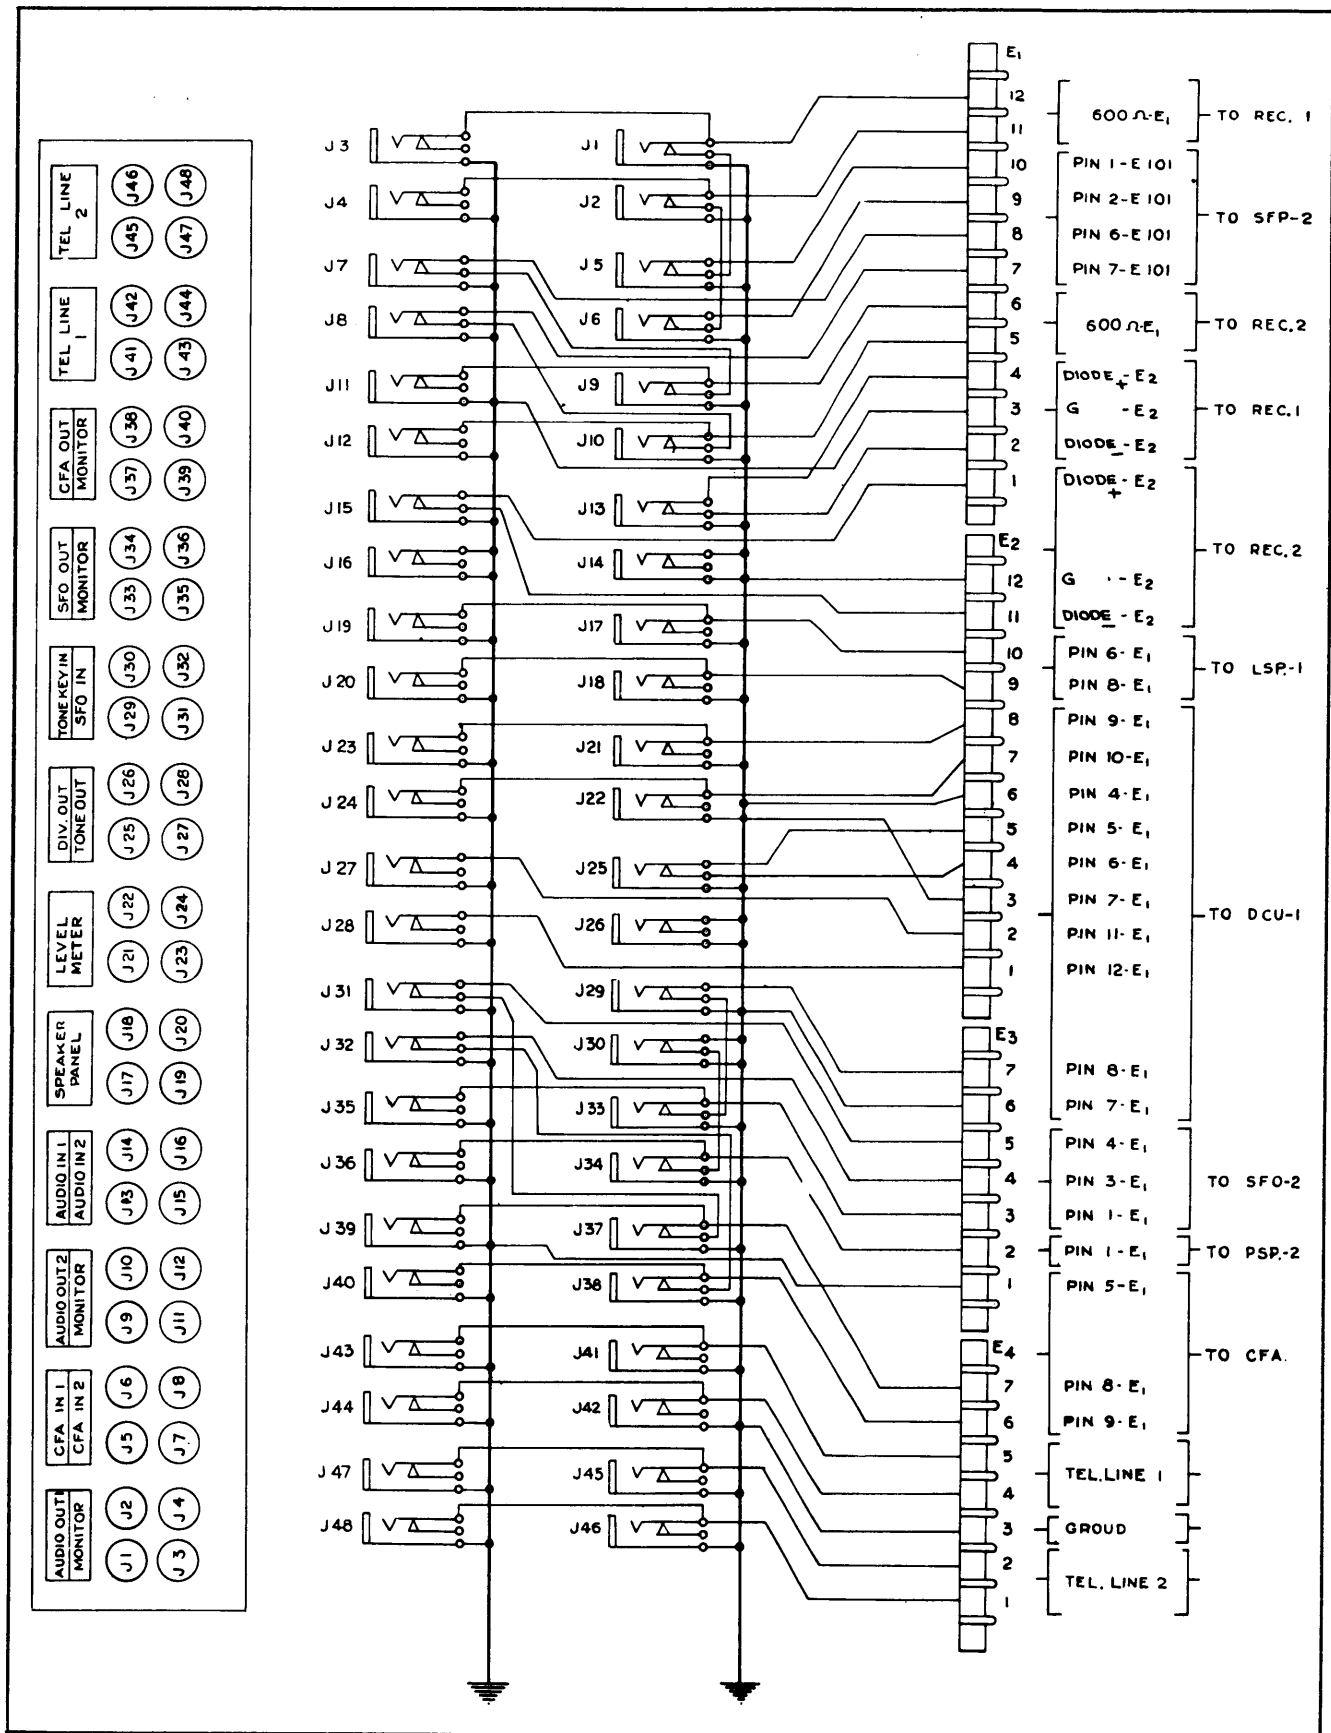 TEL LINE
2
J46
J48
J45
J47
TEL LINE
1
J42
J44
J41
J43
CFA OUT
MONITOR
J38
J40
J37
J39
SFO OUT
MONITOR
J34
J36
J33
J35
TONE KEY IN
SFO IN
J30
J32
J29
J31
DIV. OUT
TONE OUT
J26
J28
J25
J27
LEVEL
METER
J22
J24
J21
J23
SPEAKER
PANEL
J18
J20
J17
J19
AUDIO IN 1
AUDIO IN 2
J14
J16
J13
J15
AUDIO OUT 2
MONITOR
J10
J12
J9
J11
CFA IN 1
CFA IN 2
J6
J8
J5
J7
AUDIO OUT 1
MONITOR
J2
J4
J1
J3
J3
J4
J7
J8
J11
J12
J15
J16
J19
J20
J23
J24
J27
J28
J31
J32
J35
J36
J39
J40
J43
J44
J47
J48
J1
J2
J5
J6
J9
J10
J13
J14
J17
J18
J21
J22
J25
J26
J29
J30
J33
J34
J37
J38
J41
J42
J45
J46
E1
12
11
10
9
8
7
6
5
4
3
2
1
E2
12
11
10
9
8
7
6
5
4
3
2
1
E3
7
6
5
4
3
2
1
E4
7
6
5
4
3
2
1
600 Ω-E1
TO REC. 1
PIN 1-E 101
PIN 2-E 101
PIN 6-E 101
PIN 7-E 101
TO SFP-2
600 Ω-E1
TO REC.2
DIODE + - E2
G - E2
DIODE - - E2
TO REC.1
DIODE + - E2
G - E2
DIODE - - E2
TO REC.2
PIN 6- E1
PIN 8- E1
TO LSP.-1
PIN 9- E1
PIN 10-E1
PIN 4- E1
PIN 5- E1
PIN 6- E1
PIN 7- E1
PIN 11- E1
PIN 12-E1
PIN 8-E1
PIN 7- E1
TO DCU-1
PIN 4-E1
PIN 3-E1
PIN 1-E1
TO SFO-2
PIN 1-E1
TO PSP.-2
PIN 5-E1
PIN 8-E1
PIN 9-E1
TO CFA.
TEL.LINE 1
GROUD
TEL. LINE 2